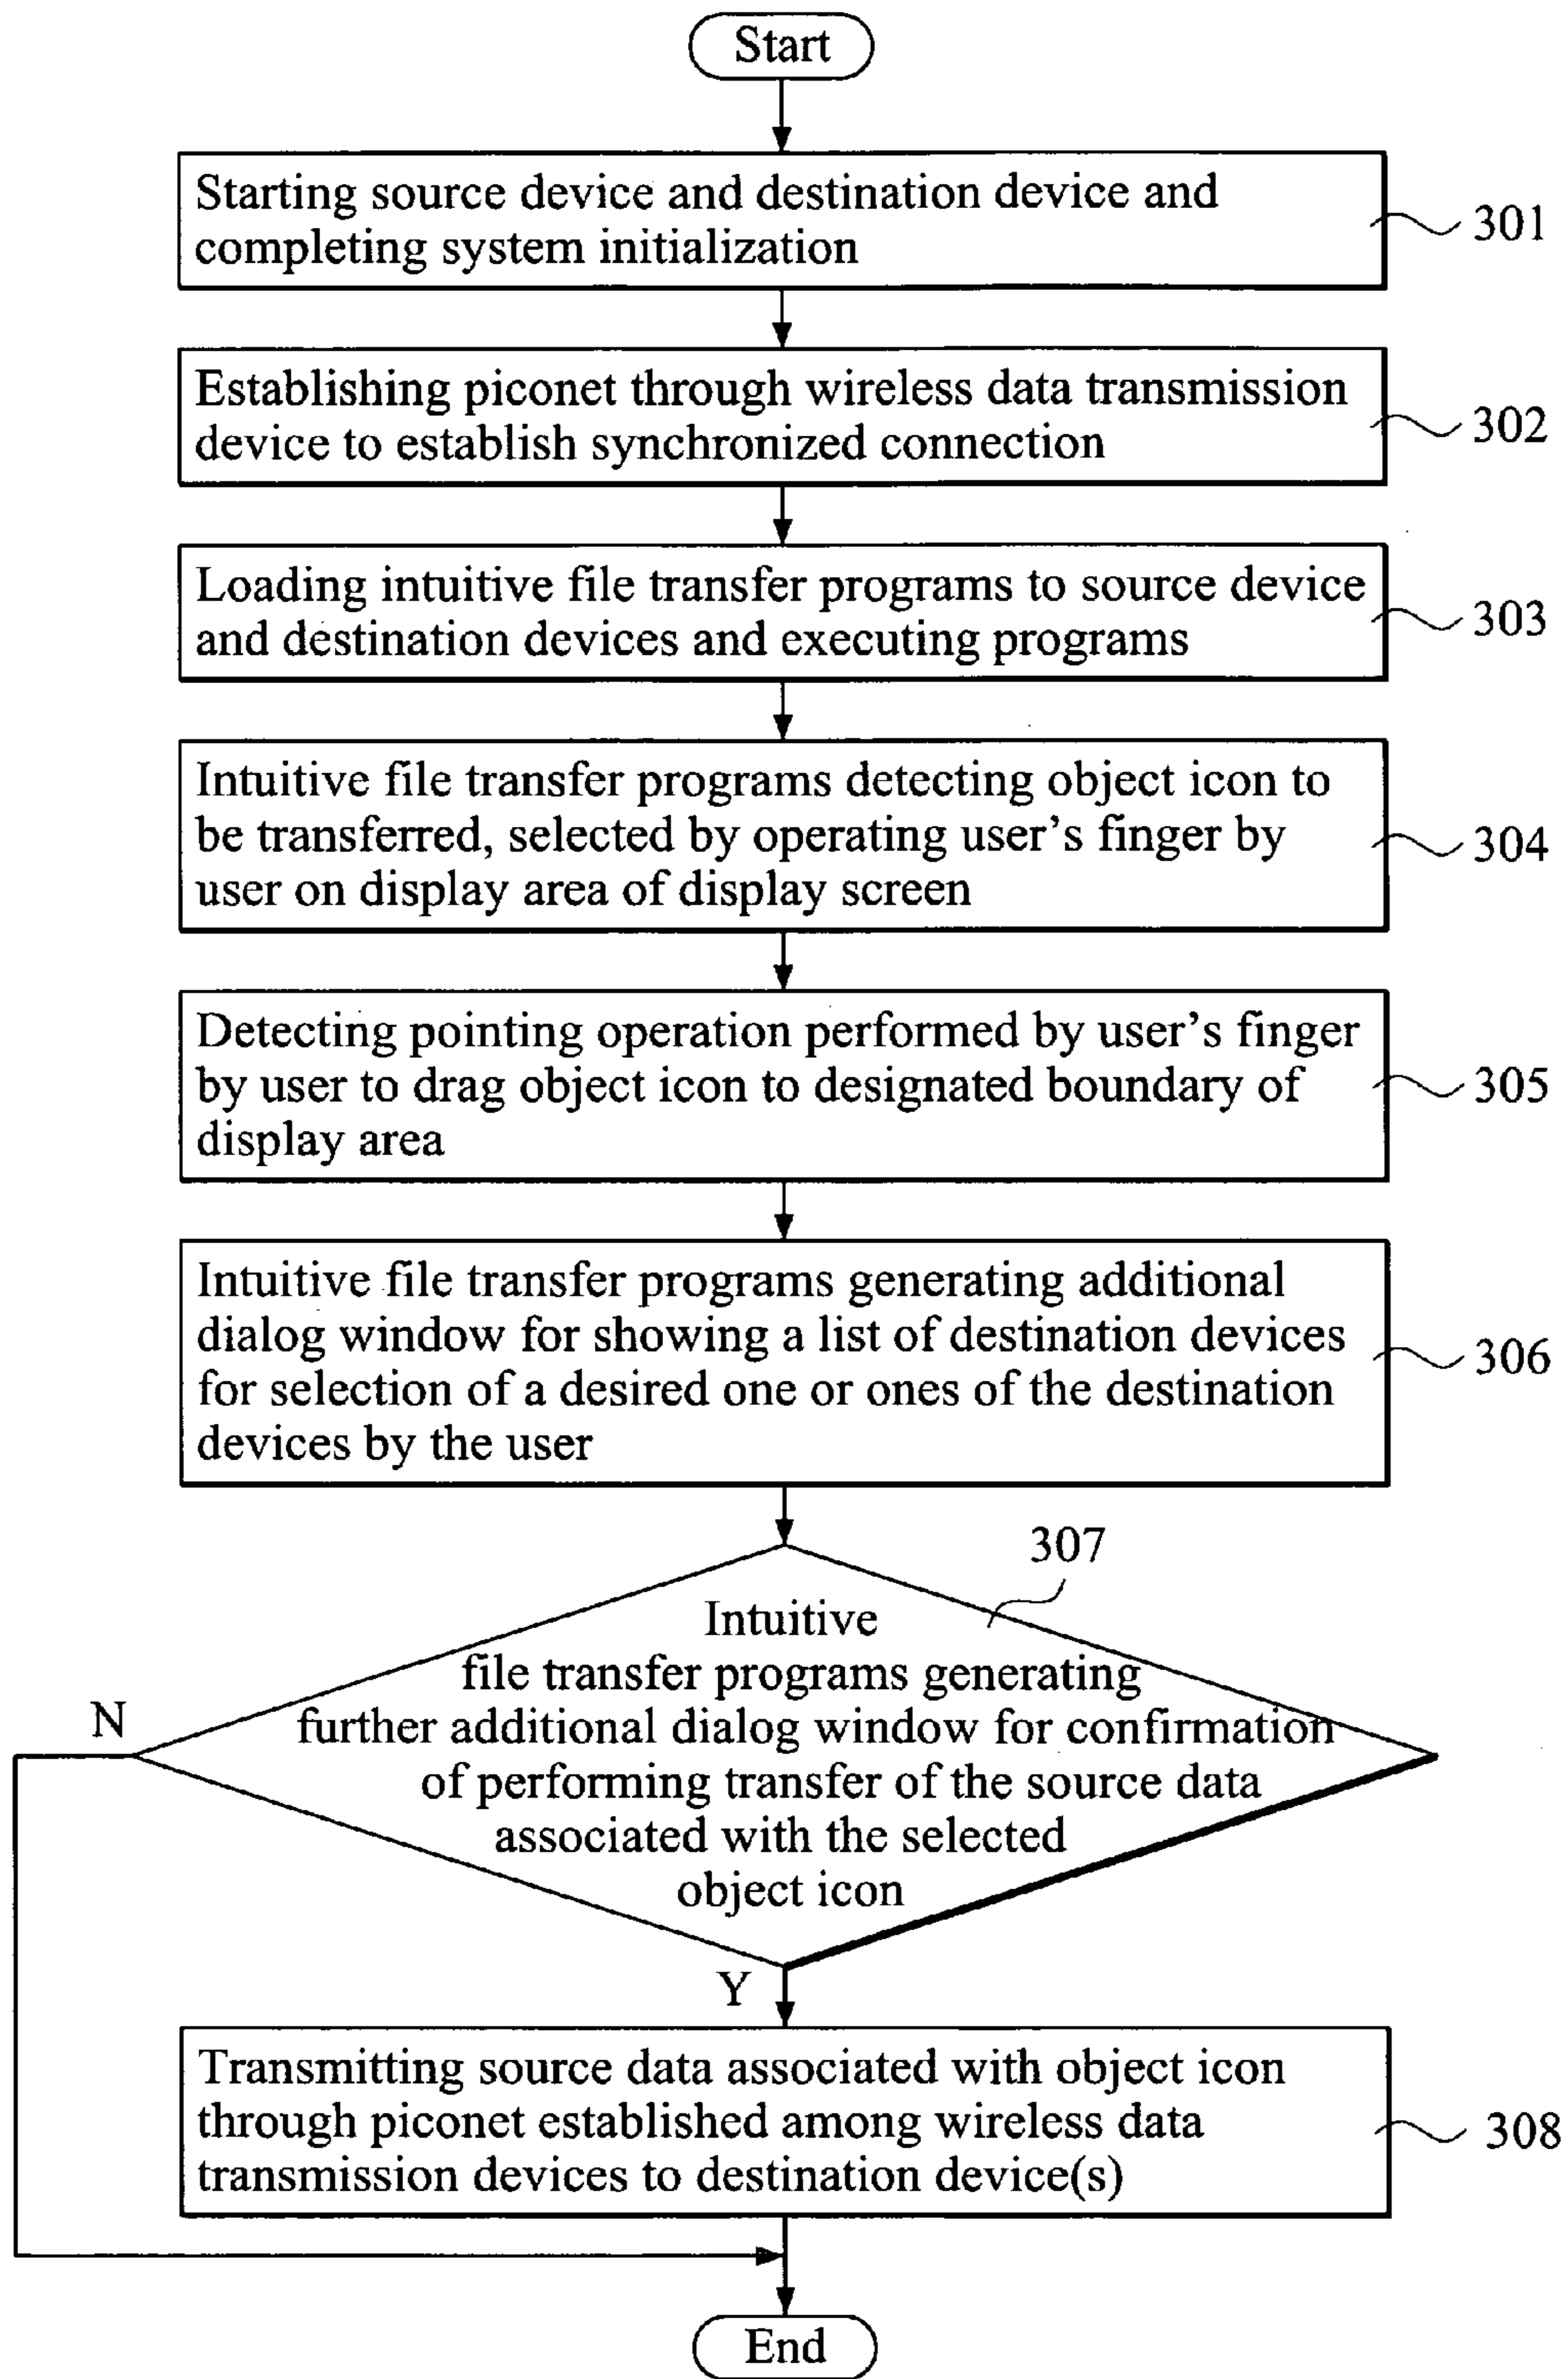 Start
Starting source device and destination device and
completing system initialization
301
Establishing piconet through wireless data transmission
device to establish synchronized connection
302
Loading intuitive file transfer programs to source device
and destination devices and executing programs
303
Intuitive file transfer programs detecting object icon to
be transferred, selected by operating user's finger by
user on display area of display screen
304
Detecting pointing operation performed by user's finger
by user to drag object icon to designated boundary of
display area
305
Intuitive file transfer programs generating additional
dialog window for showing a list of destination devices
for selection of a desired one or ones of the destination
devices by the user
306
307
Intuitive
file transfer programs generating
further additional dialog window for confirmation
of performing transfer of the source data
associated with the selected
object icon
N
Y
Transmitting source data associated with object icon
through piconet established among wireless data
transmission devices to destination device(s)
308
End